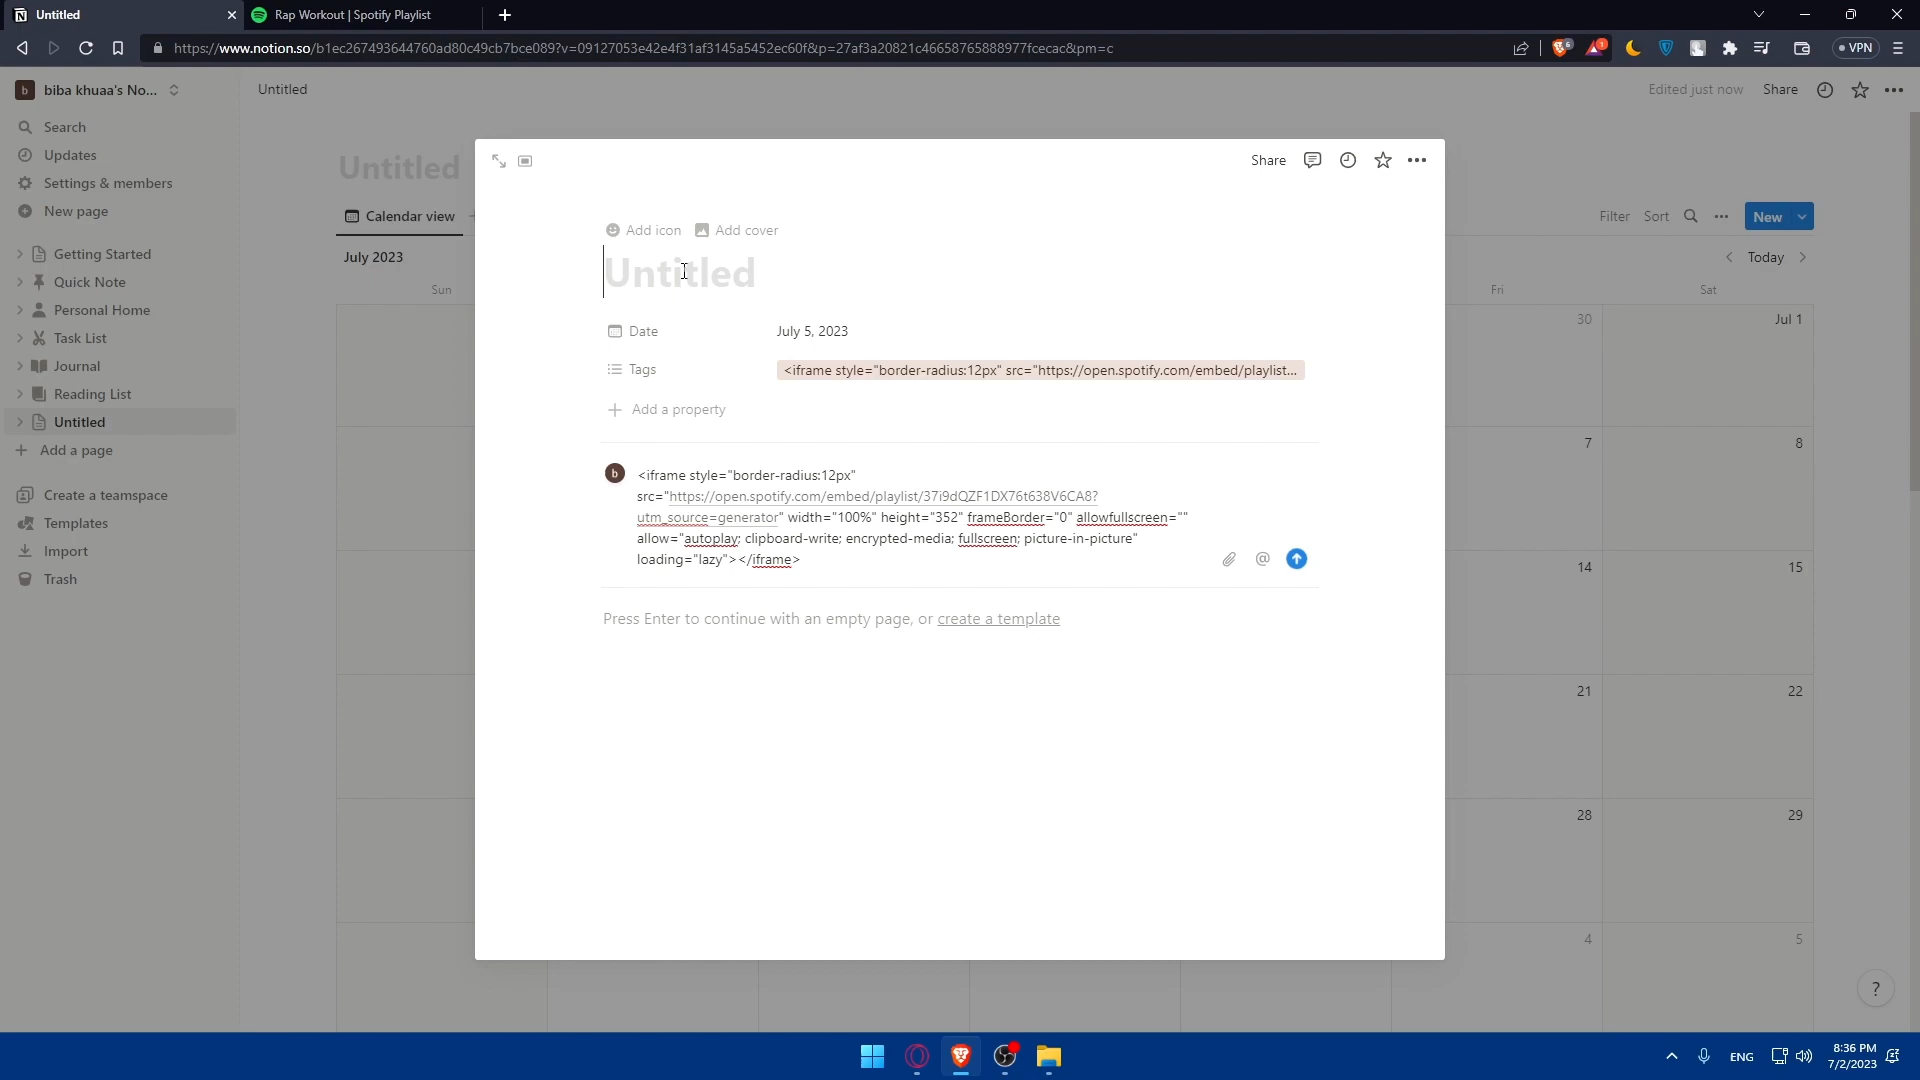 Untitled
Rap Workout | Spotify Playlist
https://www.notion.so/b1ec267493644760ad80c49cb7bce089?v=09127053e42e4f31af3145a5452ec60f&p=27af3a20821c46658765888977fcecac&pm=c
6
1
VPN
b
biba khuaa's No...
Untitled
Edited just now
Share
Search
Updates
Settings & members
New page
Getting Started
Quick Note
Personal Home
Task List
Journal
Reading List
Untitled
Add a page
Create a teamspace
Templates
Import
Trash
Untitled
Calendar view
Filter
Sort
New
July 2023
Today
Sun
Fri
Sat
30
Jul 1
7
8
14
15
21
22
28
29
4
5
Share
Add icon
Add cover
Untitled
Date
July 5, 2023
Tags
<iframe style="border-radius:12px" src="https://open.spotify.com/embed/playlist...
Add a property
b
<iframe style="border-radius:12px"
src="https://open.spotify.com/embed/playlist/37i9dQZF1DX76t638V6CA8?
utm_source=generator" width="100%" height="352" frameBorder="0" allowfullscreen=""
allow="autoplay; clipboard-write; encrypted-media; fullscreen; picture-in-picture"
loading="lazy"></iframe>
@
Press Enter to continue with an empty page, or create a template
?
ENG
8:36 PM
7/2/2023